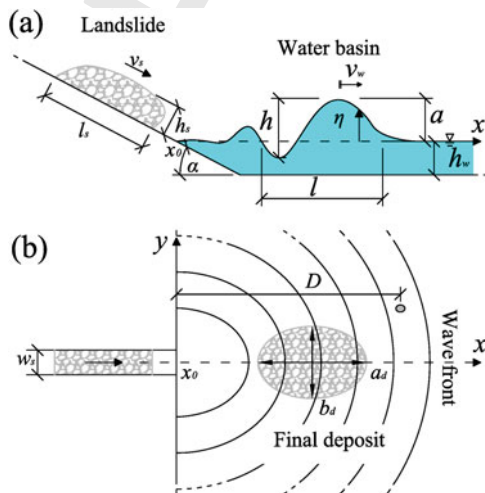 (a)
Landslide
Water basin
v_s
v_w
h_s
h
η
a
x
l_s
x_0
α
h_w
l
(b)
y
D
w_s
x_0
x
a_d
b_d
Wave front
Final deposit